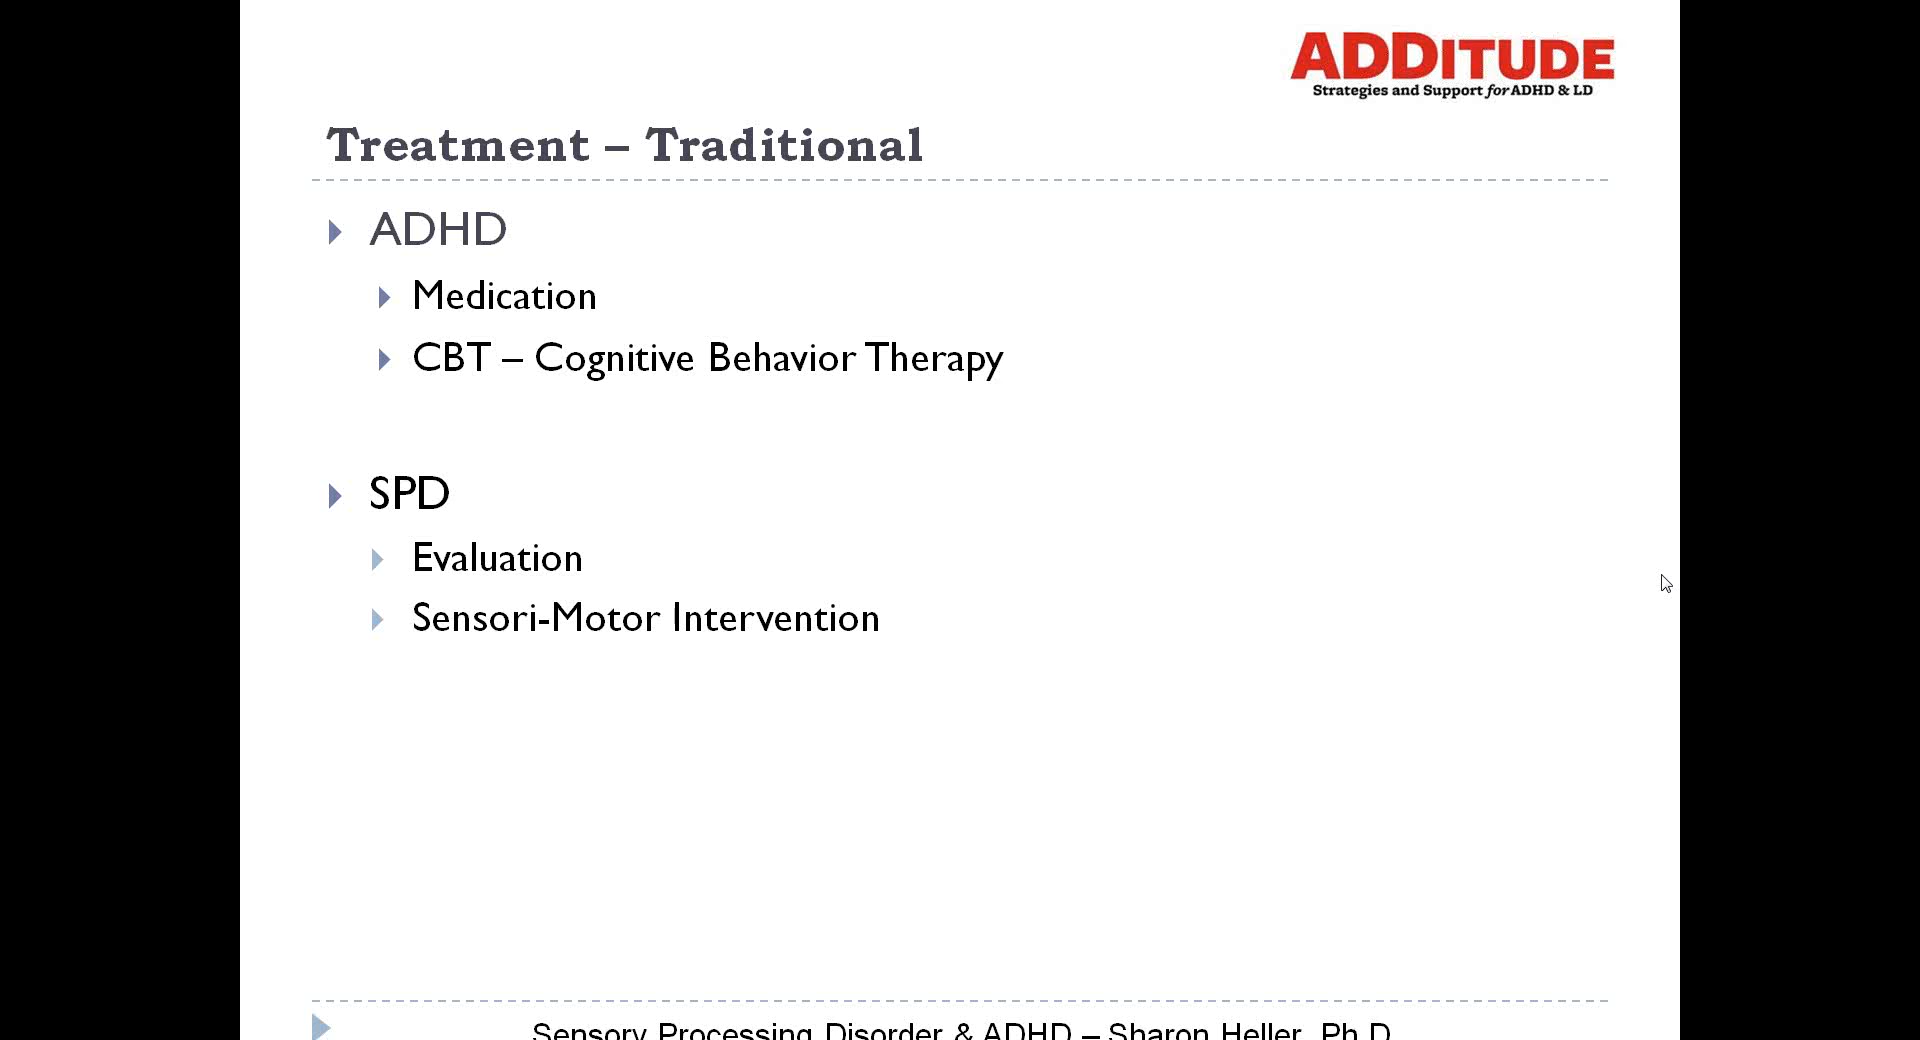 ADDITUDE
Strategies and Support for ADHD & LD
Treatment – Traditional
ADHD
Medication
CBT – Cognitive Behavior Therapy
SPD
Evaluation
Sensori-Motor Intervention
Sensory Processing Disorder & ADHD – Sharon Heller, Ph.D.